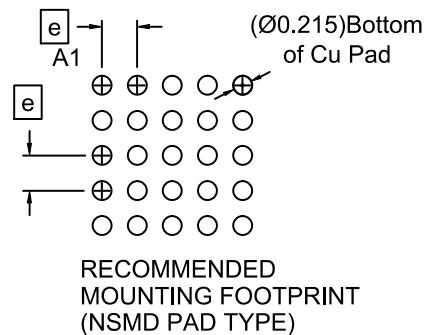 e
(Ø0.215)Bottom
of Cu Pad
A1
e
RECOMMENDED
MOUNTING FOOTPRINT
(NSMD PAD TYPE)